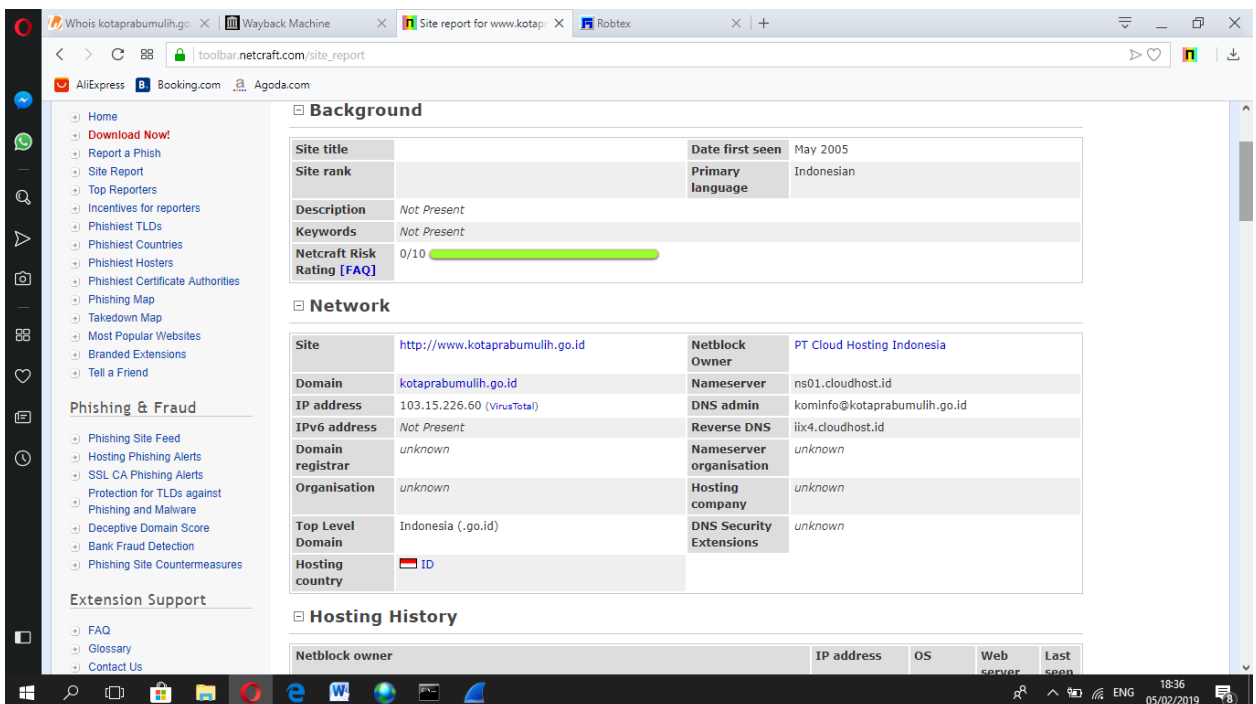 Whois kotaprabumulih.go.
Wayback Machine
Site report for www.kotapr
Robtex
toolbar.netcraft.com/site_report
AliExpress
B. Booking.com
a Agoda.com
Home
Download Now!
Report a Phish
Site Report
Top Reporters
Incentives for reporters
Phishiest TLDs
Phishiest Countries
Phishiest Hosters
Phishiest Certificate Authorities
Phishing Map
Takedown Map
Most Popular Websites
Branded Extensions
Tell a Friend
Phishing & Fraud
Phishing Site Feed
Hosting Phishing Alerts
SSL CA Phishing Alerts
Protection for TLDs against
Phishing and Malware
Deceptive Domain Score
Bank Fraud Detection
Phishing Site Countermeasures
Extension Support
FAQ
Glossary
Contact Us
Background
Site title
Date first seen May 2005
Site rank
Primary
language
Indonesian
Description Not Present
Keywords Not Present
Netcraft Risk
Rating [FAQ]
0/10
Network
Site http://www.kotaprabumulih.go.id
Netblock
Owner
PT Cloud Hosting Indonesia
Domain kotaprabumulih.go.id
Nameserver ns01.cloudhost.id
IP address 103.15.226.60 (VirusTotal)
DNS admin kominfo@kotaprabumulih.go.id
IPv6 address Not Present
Reverse DNS iix4.cloudhost.id
Domain
registrar
unknown
Nameserver
organisation
unknown
Organisation unknown
Hosting
company
unknown
Top Level
Domain
Indonesia (.go.id)
DNS Security
Extensions
unknown
Hosting
country
ID
Hosting History
Netblock owner IP address OS Web
server
Last
seen
ENG
18:36
05/02/2019
8